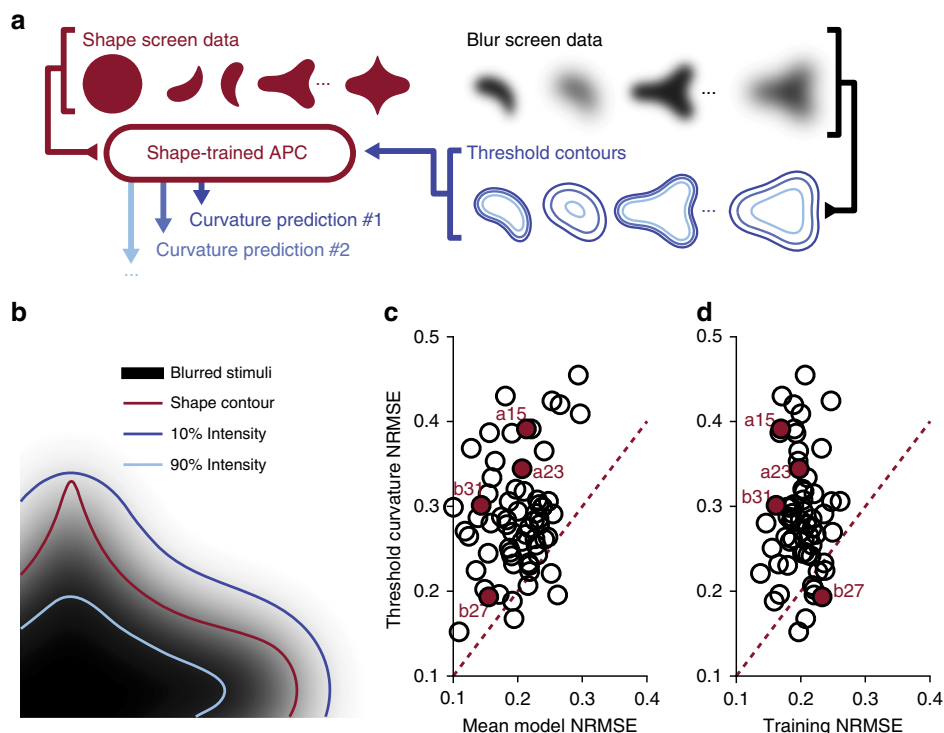 a
Shape screen data
Blur screen data
...
...
Shape-trained APC
Threshold contours
...
Curvature prediction #1
Curvature prediction #2
...
b
Blurred stimuli
Shape contour
10% Intensity
90% Intensity
c
Threshold curvature NRMSE
0.5
0.4
0.3
0.2
0.1
a15
a23
b31
b27
0.1 0.2 0.3 0.4
Mean model NRMSE
d
0.5
0.4
0.3
0.2
0.1
a15
a23
b31
b27
0.1 0.2 0.3 0.4
Training NRMSE